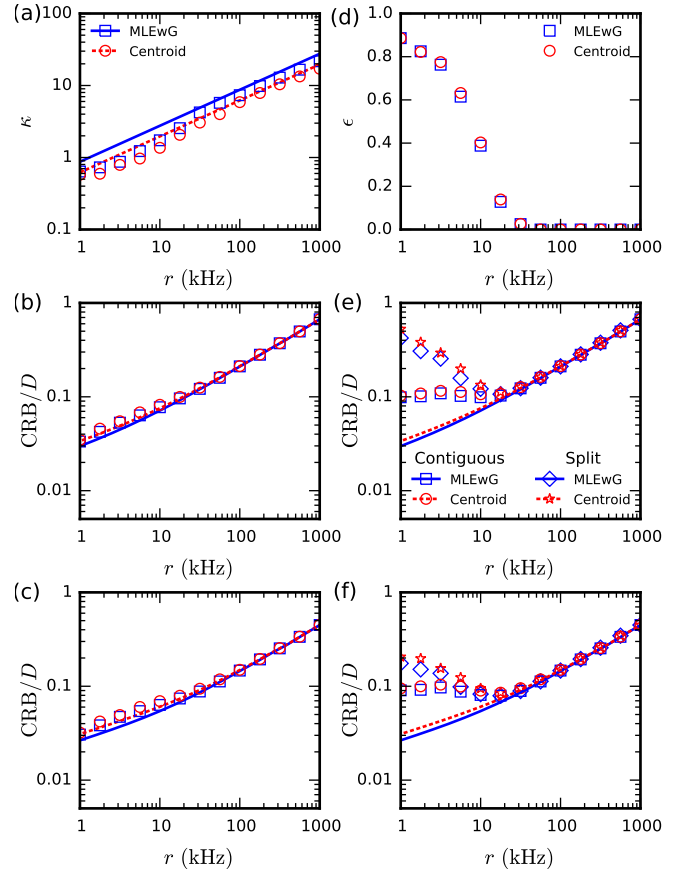 (a)
100
10
1
0.1
κ
MLEwG
Centroid
1
10
100
1000
r (kHz)
(d)
1.0
0.8
0.6
0.4
0.2
0.0
ϵ
MLEwG
Centroid
1
10
100
1000
r (kHz)
(b)
1
0.1
0.01
CRB/D
1
10
100
1000
r (kHz)
(e)
1
0.1
0.01
CRB/D
Contiguous Split
MLEwG MLEwG
Centroid Centroid
1
10
100
1000
r (kHz)
(c)
1
0.1
0.01
CRB/D
1
10
100
1000
r (kHz)
(f)
1
0.1
0.01
CRB/D
1
10
100
1000
r (kHz)